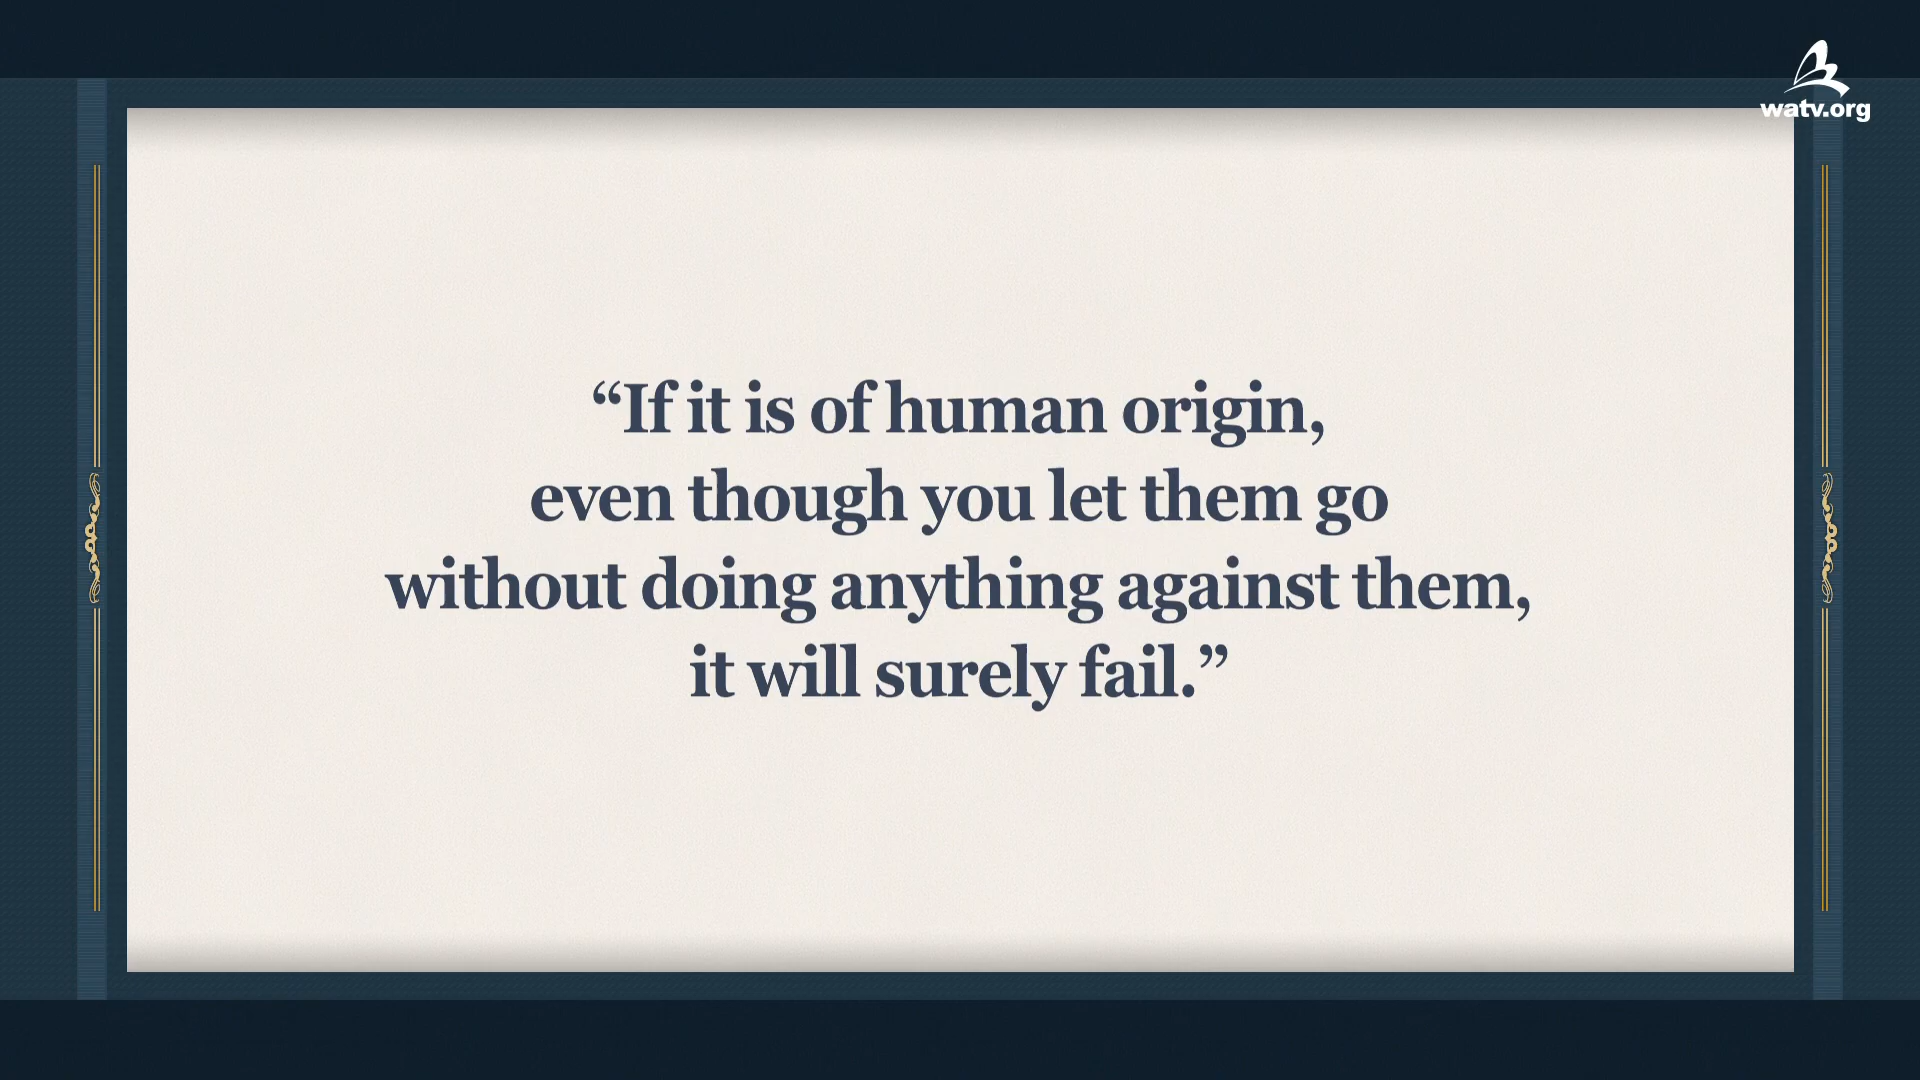 watv.org
“If it is of human origin,
even though you let them go
without doing anything against them,
it will surely fail.”